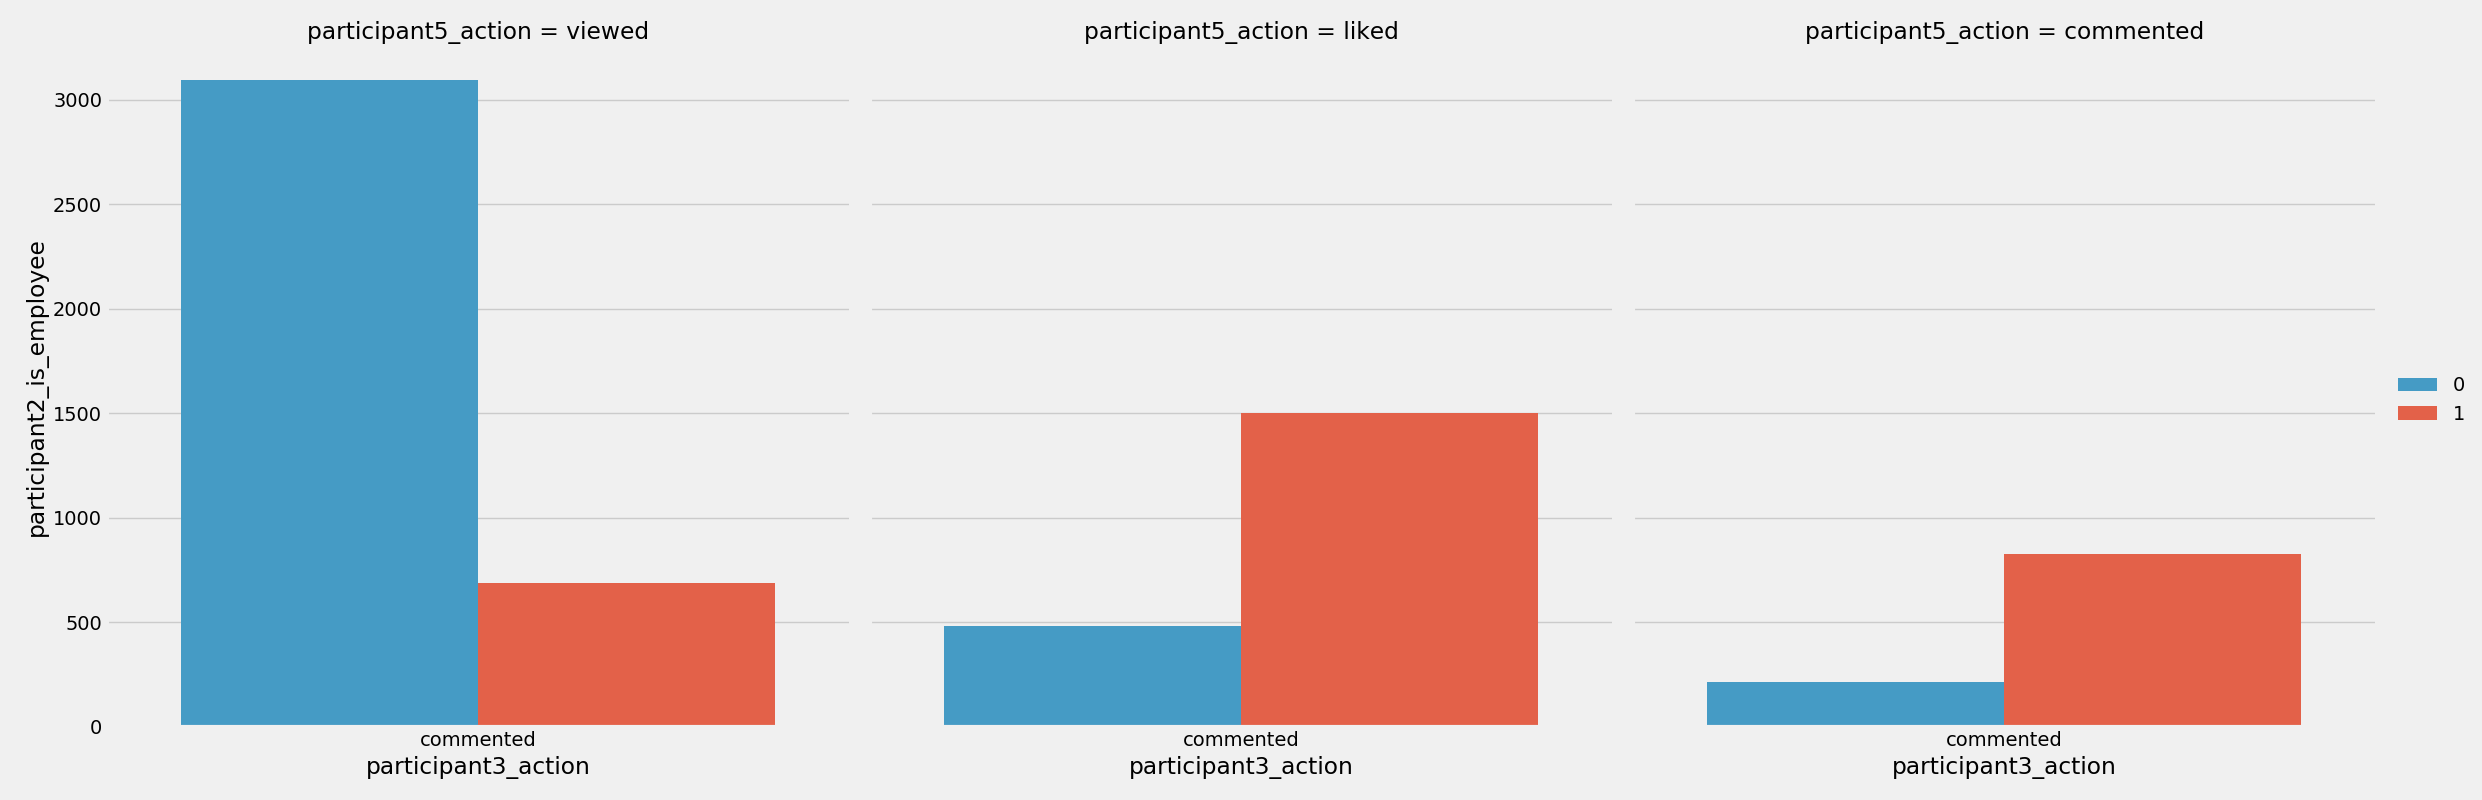 participant5_action = viewed
participant5_action = liked
participant5_action = commented
participant2_is_employee
3000
2500
2000
1500
1000
500
0
commented
commented
commented
participant3_action
participant3_action
participant3_action
0
1